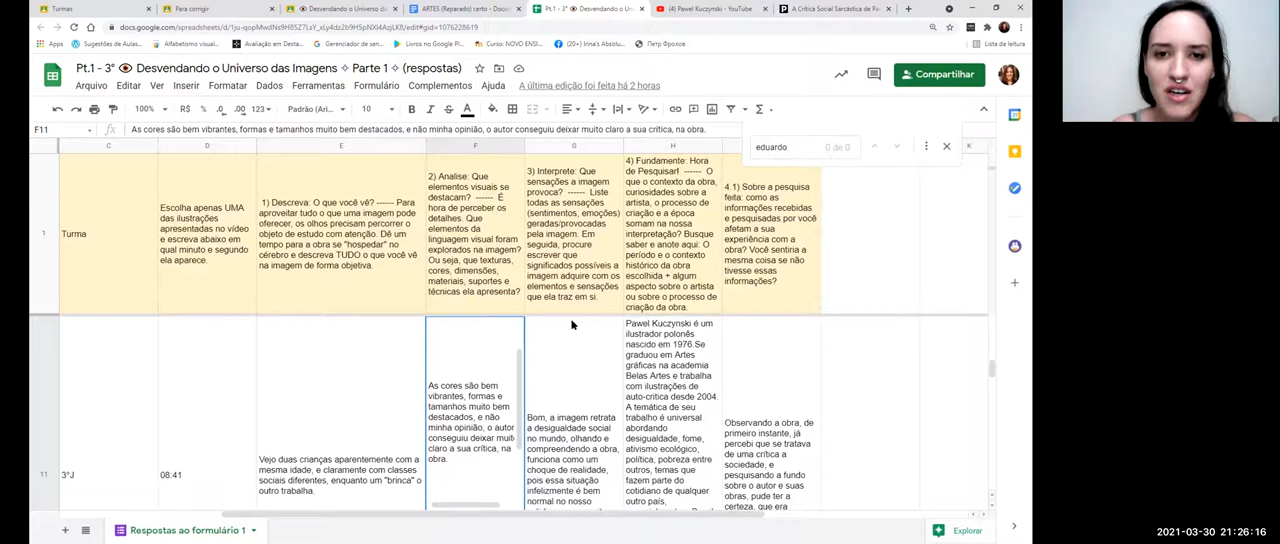 Turmas
Para corrigir
Desvendando o Universo da
ARTES (Reparado) certo - Docum
Pt.1 - 3° Desvendando o Un
(4) Pawel Kuczynski - YouTube
A Crítica Social Sarcástica de Pa
Apps
Sugestões de Aulas...
Alfabetismo visual...
Avaliação em Desta...
Gerenciador de sen...
Livros no Google Pl...
Curso: NOVO ENSI...
(20+) Irina's Absolu...
Петр Фролов
Lista de leitura
Pt.1 - 3° 👁 Desvendando o Universo das Imagens ✧ Parte 1 ✧ (respostas)
Arquivo Editar Ver Inserir Formatar Dados Ferramentas Formulário Complementos Ajuda
A última edição foi feita há 2 horas
Compartilhar
100% R$ % .0 .00 123 Padrão (Ari... 10 B I S A
F11 fx As cores são bem vibrantes, formas e tamanhos muito bem destacados, e não minha opinião, o autor conseguiu deixar muito claro a sua crítica, na obra.
eduardo 0 de 0
C D E F G H K
1
Turma
Escolha apenas UMA
das ilustrações
apresentadas no vídeo
e escreva abaixo em
qual minuto e segundo
ela aparece.
1) Descreva: O que você vê? ------ Para
aproveitar tudo o que uma imagem pode
oferecer, os olhos precisam percorrer o
objeto de estudo com atenção. Dê um
tempo para a obra se "hospedar" no
cérebro e descreva TUDO o que você vê
na imagem de forma objetiva.
2) Analise: Que
elementos visuais se
destacam? ------ É
hora de perceber os
detalhes. Que
elementos da
linguagem visual foram
explorados na imagem?
Ou seja, que texturas,
cores, dimensões,
materiais, suportes e
técnicas ela apresenta?
3) Interprete: Que
sensações a imagem
provoca? ------ Liste
todas as sensações
(sentimentos, emoções)
geradas/provocadas
pela imagem. Em
seguida, procure
escrever que
significados possíveis a
imagem adquire com os
elementos e sensações
que ela traz em si.
4) Fundamente: Hora
de Pesquisar! ------ O
que o contexto da obra,
curiosidades sobre a
artista, o processo de
criação e a época
somam na nossa
interpretação? Busque
saber e anote aqui: O
período e o contexto
histórico da obra
escolhida + algum
aspecto sobre o artista
ou sobre o processo de
criação da obra.
4.1) Sobre a pesquisa
feita: como as
informações recebidas
e pesquisadas por você
afetam a sua
experiência com a
obra? Você sentiria a
mesma coisa se não
tivesse essas
informações?
11
3°J
08:41
Vejo duas crianças aparentemente com a
mesma idade, e claramente com classes
sociais diferentes, enquanto um "brinca" o
outro trabalha.
As cores são bem
vibrantes, formas e
tamanhos muito bem
destacados, e não
minha opinião, o autor
conseguiu deixar muit
claro a sua crítica, na
obra.
Bom, a imagem retrata
a desigualdade social
no mundo, olhando e
compreendendo a obra,
funciona como um
choque de realidade,
pois essa situação
infelizmente é bem
normal no nosso
Pawel Kuczynski é um
ilustrador polonês
nascido em 1976.Se
graduou em Artes
gráficas na academia
Belas Artes e trabalha
com ilustrações de
auto-critica desde 2004.
A temática de seu
trabalho é universal
abordando
desigualdade, fome,
ativismo ecológico,
política, pobreza entre
outros, temas que
fazem parte do
cotidiano de qualquer
outro país,
Observando a obra, de
primeiro instante, já
percebi que se tratava
de uma crítica a
sociedade, e
pesquisando a fundo
sobre o autor e suas
obras, pude ter a
certeza, que era
Respostas ao formulário 1
Explorar
2021-03-30 21:26:16